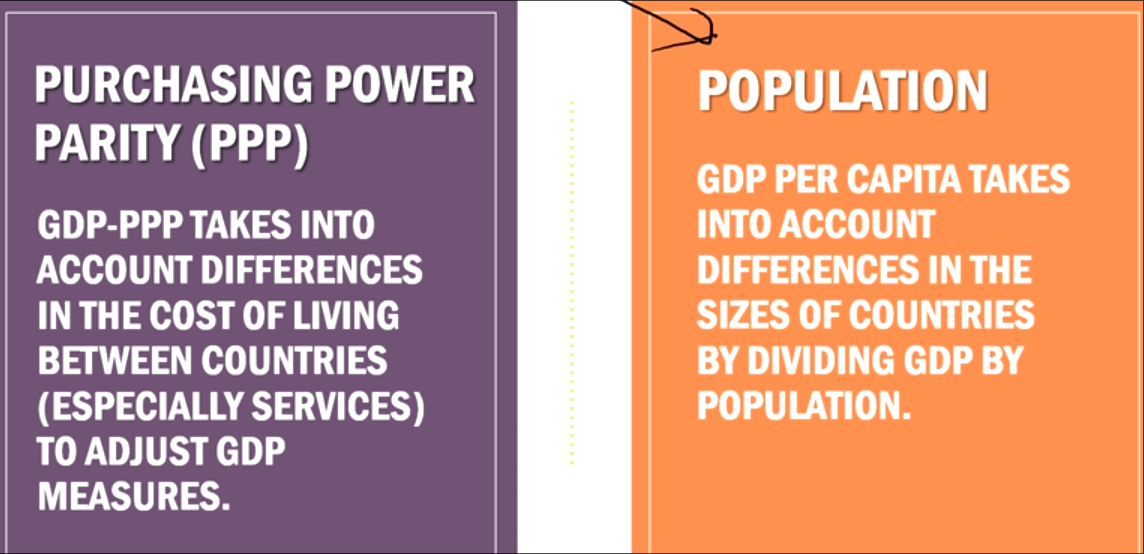 PURCHASING POWER
PARITY (PPP)
GDP-PPP TAKES INTO
ACCOUNT DIFFERENCES
IN THE COST OF LIVING
BETWEEN COUNTRIES
(ESPECIALLY SERVICES)
TO ADJUST GDP
MEASURES.
POPULATION
GDP PER CAPITA TAKES
INTO ACCOUNT
DIFFERENCES IN THE
SIZES OF COUNTRIES
BY DIVIDING GDP BY
POPULATION.